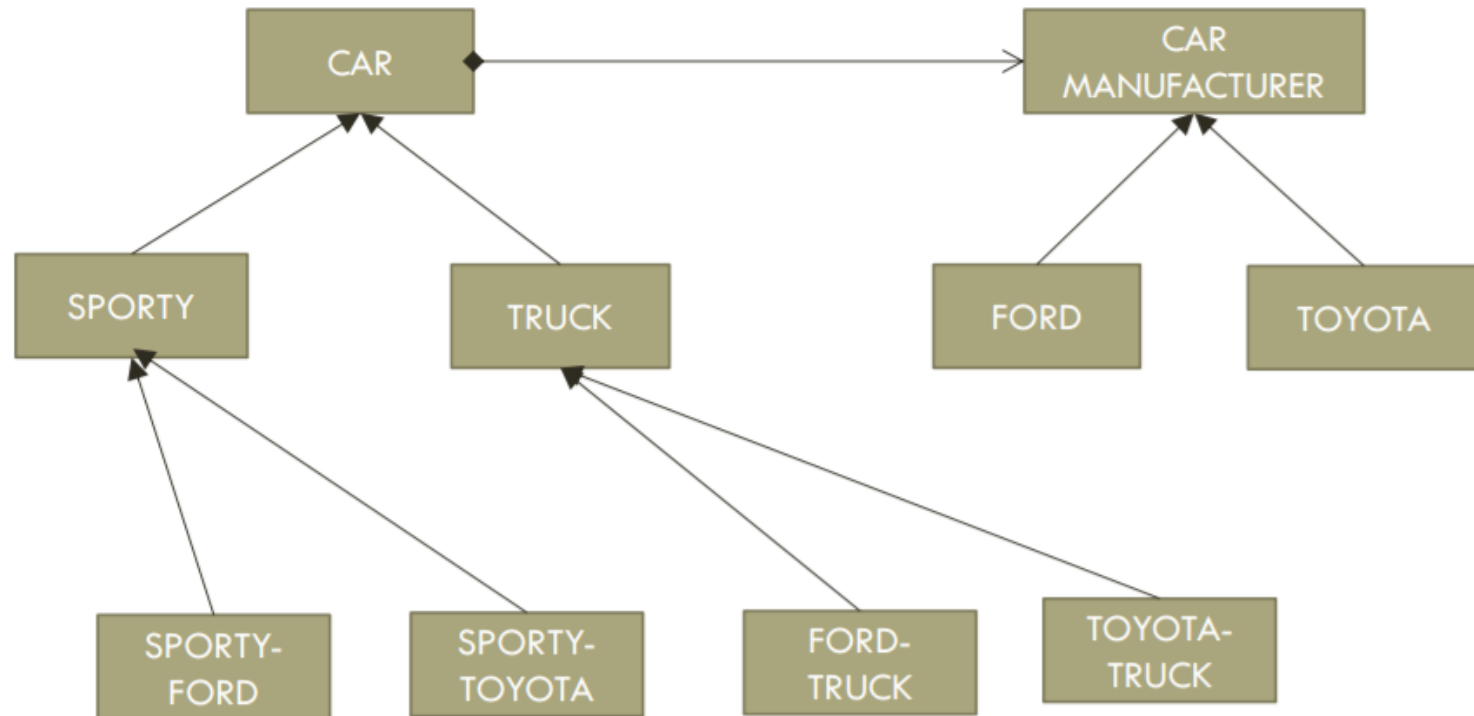 CAR
CAR
MANUFACTURER
SPORTY
TRUCK
FORD
TOYOTA
SPORTY-
FORD
SPORTY-
TOYOTA
FORD-
TRUCK
TOYOTA-
TRUCK